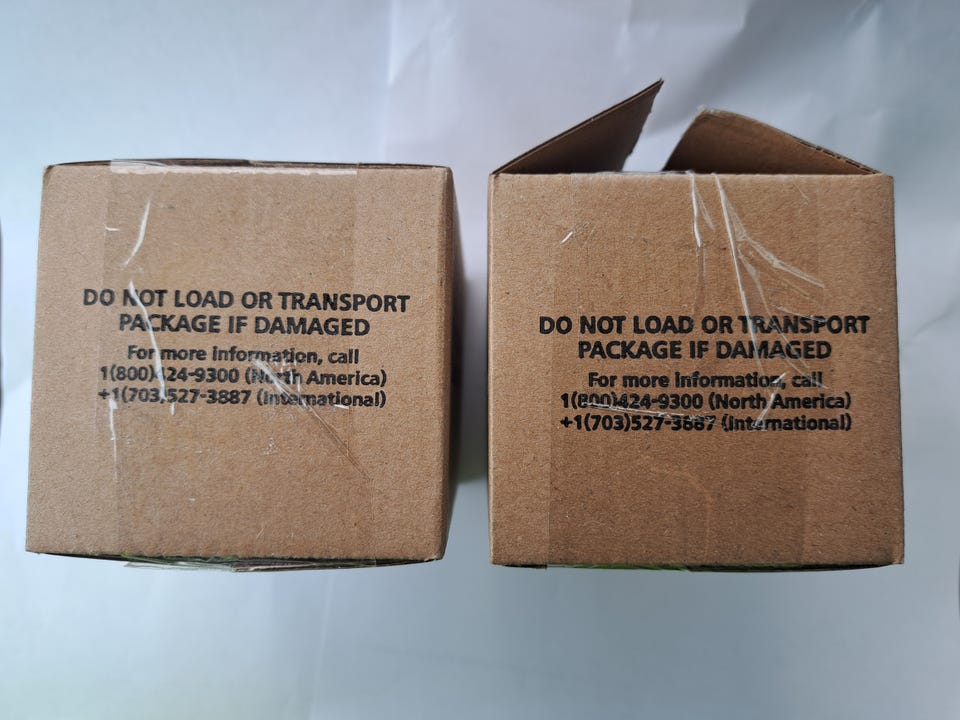 DO NOT LOAD OR TRANSPORT
PACKAGE IF DAMAGED
For more information, call
1(800)424-9300 (North America)
+1(703)527-3887 (International)
DO NOT LOAD OR TRANSPORT
PACKAGE IF DAMAGED
For more information, call
1(800)424-9300 (North America)
+1(703)527-3887 (International)